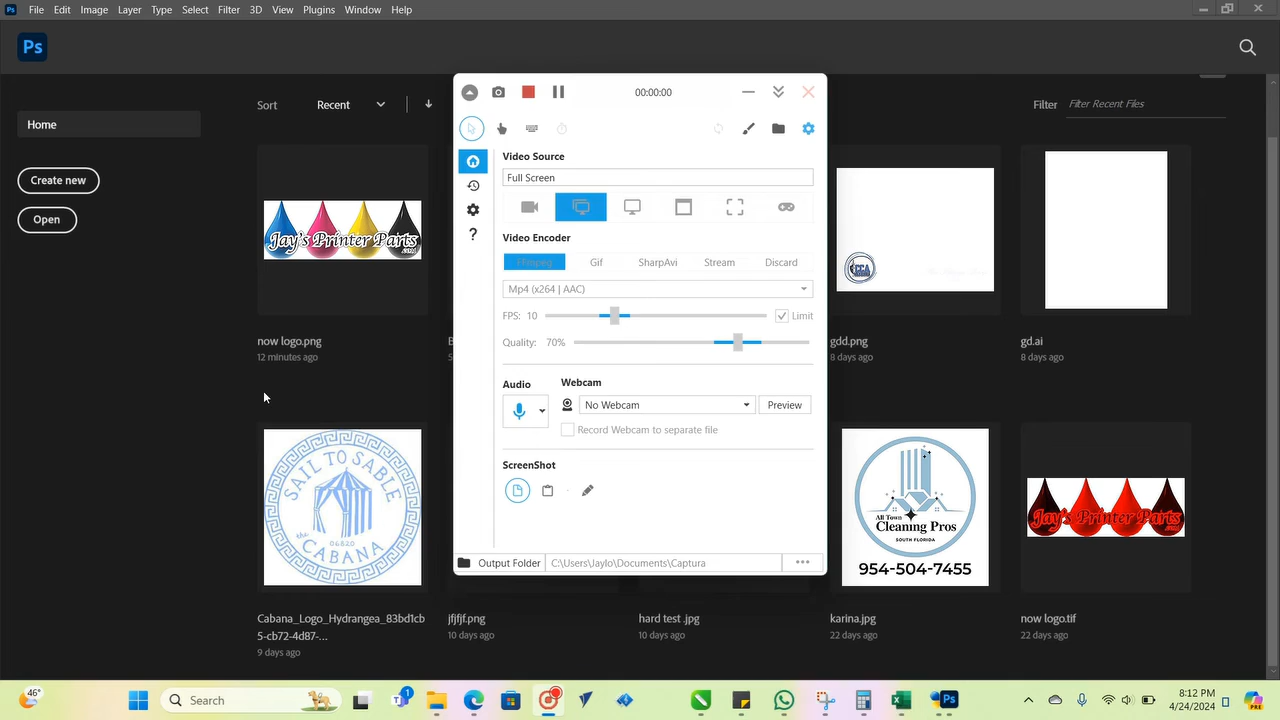 Ps File Edit Image Layer Type Select Filter 3D View Plugins Window Help
Ps
Sort Recent
Filter Filter Recent Files
Home
Create new
Open
Jay's Printer Parts
.com
now logo.png
12 minutes ago
CCA
gdd.png
8 days ago
gd.ai
8 days ago
00:00:00
Video Source
Full Screen
Video Encoder
FFmpeg Gif SharpAvi Stream Discard
Mp4 (x264 | AAC)
FPS: 10 Limit
Quality: 70%
Audio
Webcam
No Webcam Preview
Record Webcam to separate file
ScreenShot
Output Folder C:\Users\Jaylo\Documents\Captura
...
SAIL TO SABLE
the
06820
CABANA
Cabana_Logo_Hydrangea_83bd1cb
5-cb72-4d87-...
9 days ago
jfjfjf.png
10 days ago
hard test .jpg
10 days ago
All Town
Cleaning Pros
SOUTH FLORIDA
954-504-7455
karina.jpg
22 days ago
Jay's Printer Parts
.com
now logo.tif
22 days ago
46°
Search
1
Ps
8:12 PM
4/24/2024
PRE